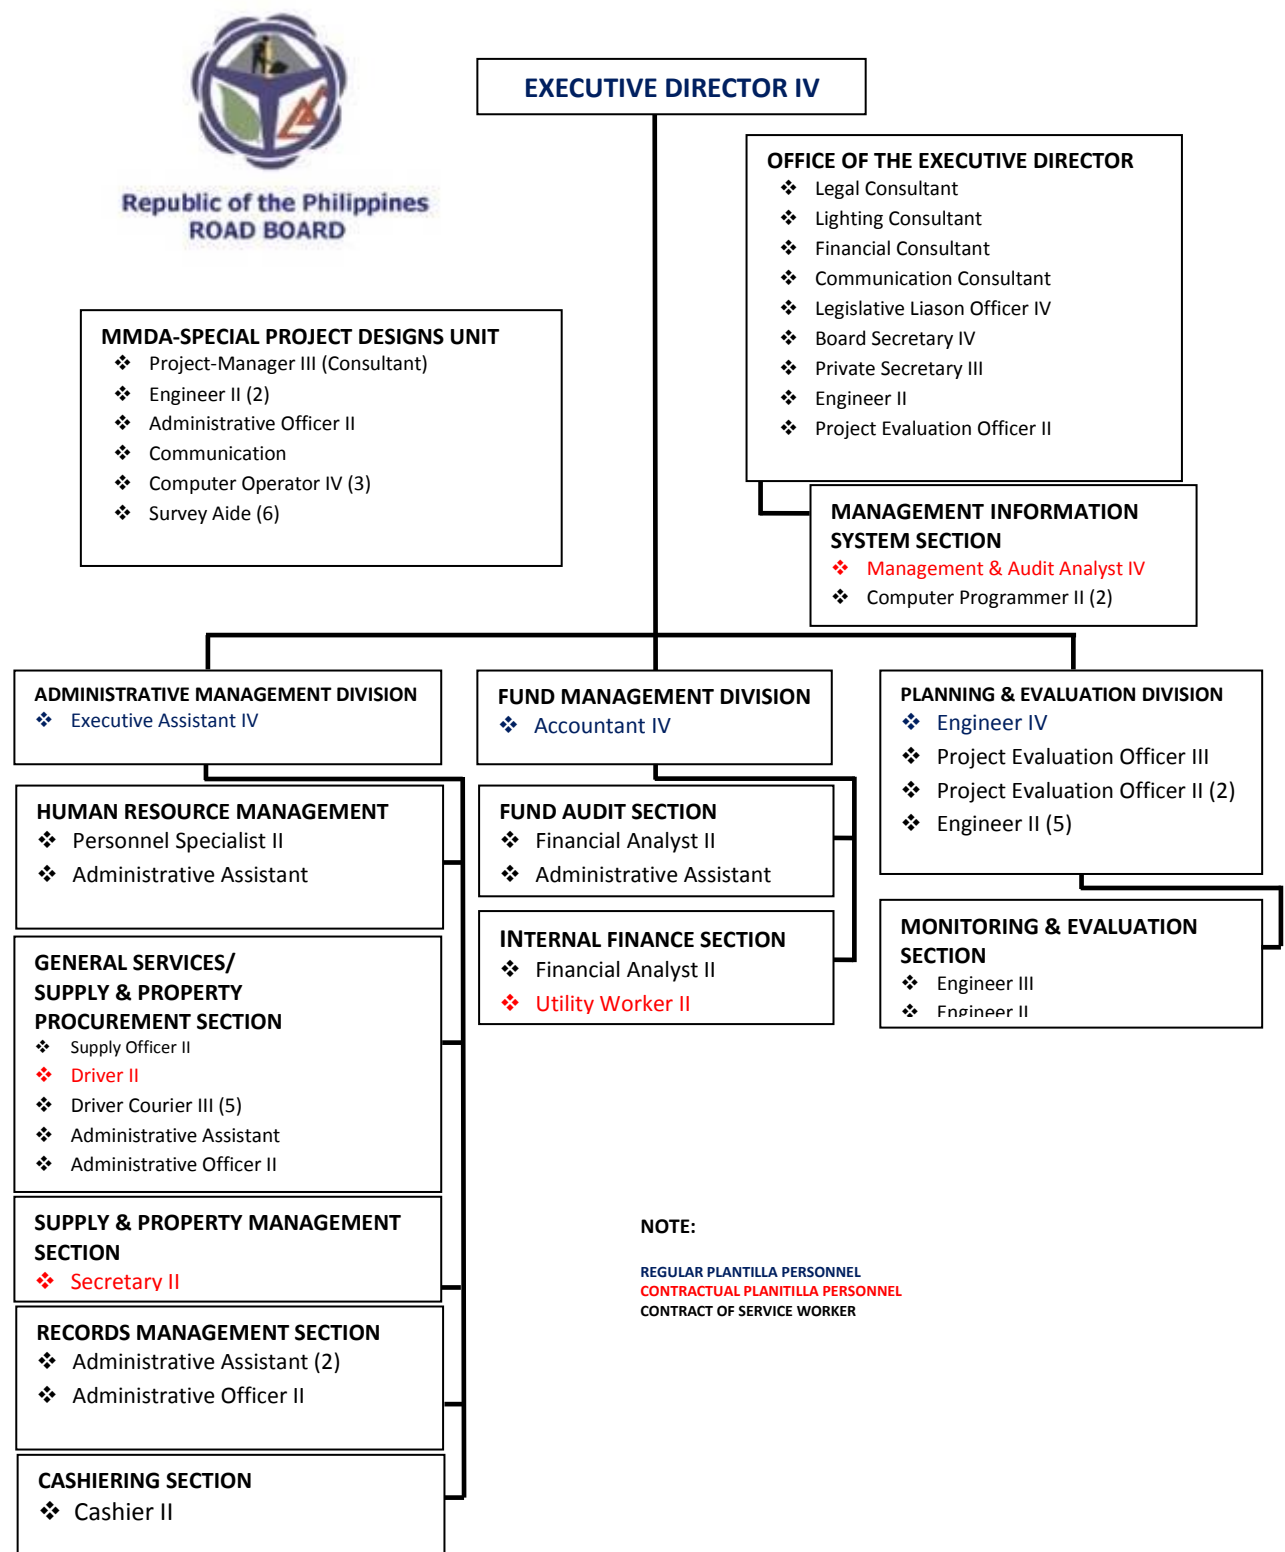 Republic of the Philippines
ROAD BOARD
EXECUTIVE DIRECTOR IV
OFFICE OF THE EXECUTIVE DIRECTOR
❖ Legal Consultant
❖ Lighting Consultant
❖ Financial Consultant
❖ Communication Consultant
❖ Legislative Liason Officer IV
❖ Board Secretary IV
❖ Private Secretary III
❖ Engineer II
❖ Project Evaluation Officer II
MMDA-SPECIAL PROJECT DESIGNS UNIT
❖ Project-Manager III (Consultant)
❖ Engineer II (2)
❖ Administrative Officer II
❖ Communication
❖ Computer Operator IV (3)
❖ Survey Aide (6)
MANAGEMENT INFORMATION
SYSTEM SECTION
❖ Management & Audit Analyst IV
❖ Computer Programmer II (2)
ADMINISTRATIVE MANAGEMENT DIVISION
❖ Executive Assistant IV
HUMAN RESOURCE MANAGEMENT
❖ Personnel Specialist II
❖ Administrative Assistant
GENERAL SERVICES/
SUPPLY & PROPERTY
PROCUREMENT SECTION
❖ Supply Officer II
❖ Driver II
❖ Driver Courier III (5)
❖ Administrative Assistant
❖ Administrative Officer II
SUPPLY & PROPERTY MANAGEMENT
SECTION
❖ Secretary II
RECORDS MANAGEMENT SECTION
❖ Administrative Assistant (2)
❖ Administrative Officer II
CASHIERING SECTION
❖ Cashier II
FUND MANAGEMENT DIVISION
❖ Accountant IV
FUND AUDIT SECTION
❖ Financial Analyst II
❖ Administrative Assistant
INTERNAL FINANCE SECTION
❖ Financial Analyst II
❖ Utility Worker II
PLANNING & EVALUATION DIVISION
❖ Engineer IV
❖ Project Evaluation Officer III
❖ Project Evaluation Officer II (2)
❖ Engineer II (5)
MONITORING & EVALUATION
SECTION
❖ Engineer III
❖ Engineer II
NOTE:
REGULAR PLANTILLA PERSONNEL
CONTRACTUAL PLANITILLA PERSONNEL
CONTRACT OF SERVICE WORKER